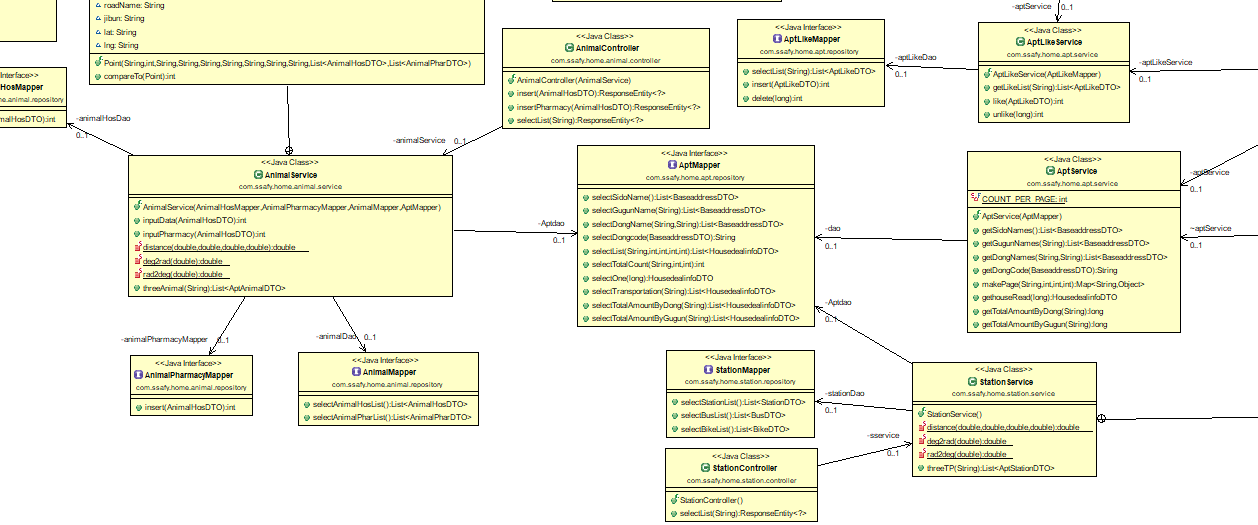 roadName: String
jibun: String
lat: String
lng: String
Point(String,int,String,String,String,String,String,String,List<AnimalHosDTO>,List<AnimalPharDTO>)
compareTo(Point):int
Interface>>
HosMapper
me.animal.repository
malHosDTO):int
-animalHosDao
0..1
<<Java Class>>
AnimalController
com.ssafy.home.animal.controller
AnimalController(AnimalService)
insert(AnimalHosDTO):ResponseEntity<?>
insertPharmacy(AnimalHosDTO):ResponseEntity<?>
selectList(String):ResponseEntity<?>
-animalService
0..1
<<Java Interface>>
AptLikeMapper
com.ssafy.home.apt.repository
selectList(String):List<AptLikeDTO>
insert(AptLikeDTO):int
delete(long):int
-aptLikeDao
0..1
-aptService
0..1
<<Java Class>>
AptLikeService
com.ssafy.home.apt.service
AptLikeService(AptLikeMapper)
getLikeList(String):List<AptLikeDTO>
like(AptLikeDTO):int
unlike(long):int
-aptLikeService
0..1
<<Java Class>>
AnimalService
com.ssafy.home.animal.service
AnimalService(AnimalHosMapper,AnimalPharmacyMapper,AnimalMapper,AptMapper)
inputData(AnimalHosDTO):int
inputPharmacy(AnimalHosDTO):int
distance(double,double,double,double):double
deg2rad(double):double
rad2deg(double):double
threeAnimal(String):List<AptAnimalDTO>
-Aptdao
0..1
<<Java Interface>>
AptMapper
com.ssafy.home.apt.repository
selectSidoName():List<BaseaddressDTO>
selectGugunName(String):List<BaseaddressDTO>
selectDongName(String,String):List<BaseaddressDTO>
selectDongcode(BaseaddressDTO):String
selectList(String,int,int,int,int):List<HousedealinfoDTO>
selectTotalCount(String,int,int):int
selectOne(long):HousedealinfoDTO
selectTransportation(String):List<HousedealinfoDTO>
selectTotalAmountByDong(String):List<HousedealinfoDTO>
selectTotalAmountByGugun(String):List<HousedealinfoDTO>
-dao
0..1
<<Java Class>>
AptService
com.ssafy.home.apt.service
COUNT_PER_PAGE: int
AptService(AptMapper)
getSidoNames():List<BaseaddressDTO>
getGugunNames(String):List<BaseaddressDTO>
getDongNames(String,String):List<BaseaddressDTO>
getDongCode(BaseaddressDTO):String
makePage(String,int,int,int):Map<String,Object>
gethouseRead(long):HousedealinfoDTO
getTotalAmountByDong(String):long
getTotalAmountByGugun(String):long
-aptService
0..1
~aptService
0..1
-Aptdao
0..1
-animalPharmacyMapper
0..1
-animalDao
0..1
<<Java Interface>>
AnimalPharmacyMapper
com.ssafy.home.animal.repository
insert(AnimalHosDTO):int
<<Java Interface>>
AnimalMapper
com.ssafy.home.animal.repository
selectAnimalHosList():List<AnimalHosDTO>
selectAnimalPharList():List<AnimalPharDTO>
<<Java Interface>>
StationMapper
com.ssafy.home.station.repository
selectStationList():List<StationDTO>
selectBusList():List<BusDTO>
selectBikeList():List<BikeDTO>
-stationDao
0..1
<<Java Class>>
StationService
com.ssafy.home.station.service
StationService()
distance(double,double,double,double):double
deg2rad(double):double
rad2deg(double):double
threeTP(String):List<AptStationDTO>
-sservice
0..1
<<Java Class>>
StationController
com.ssafy.home.station.controller
StationController()
selectList(String):ResponseEntity<?>